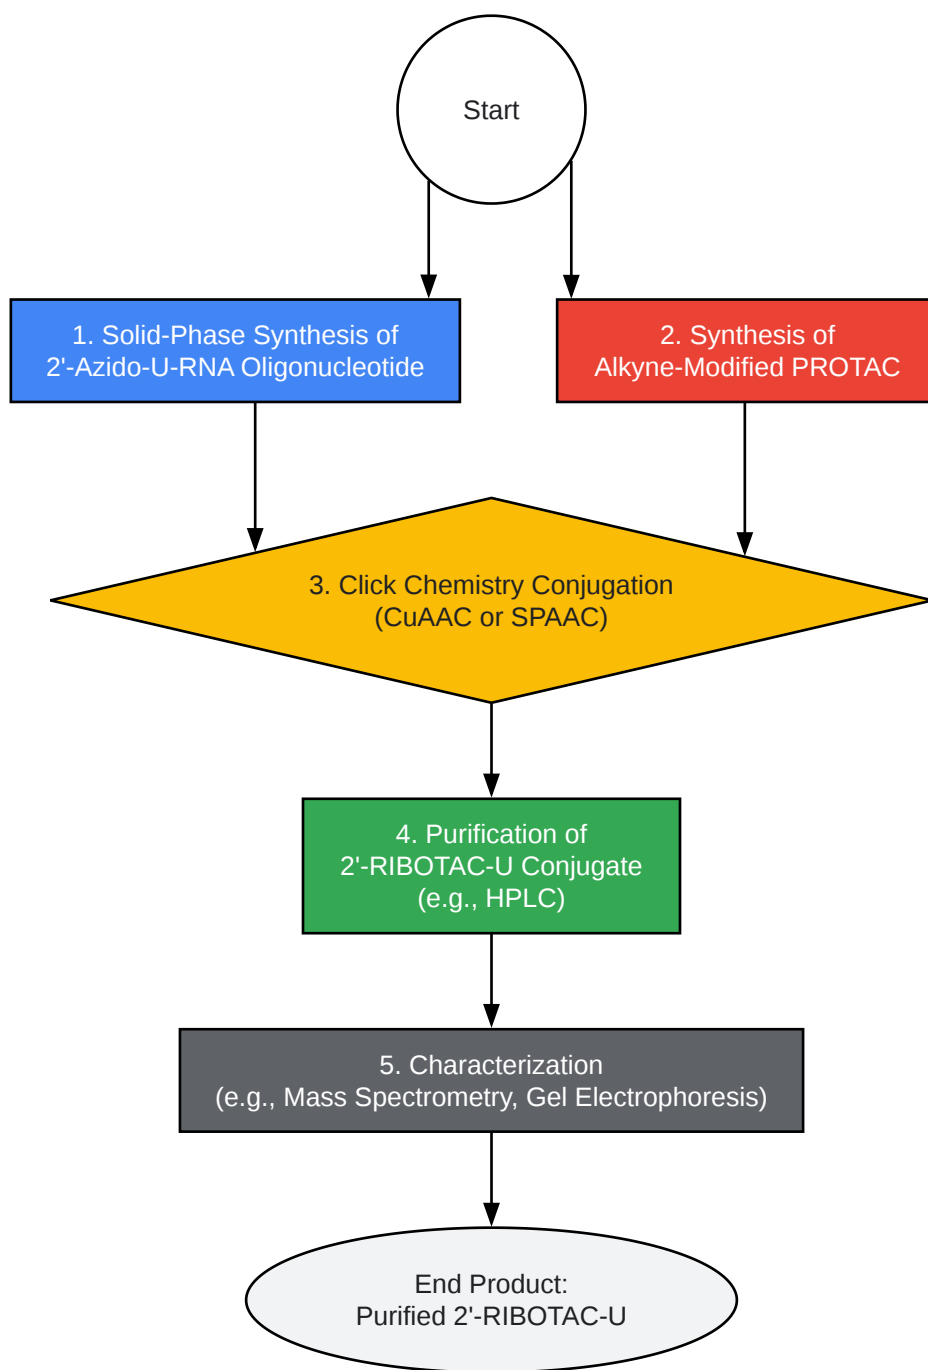 Start
1. Solid-Phase Synthesis of
2'-Azido-U-RNA Oligonucleotide
2. Synthesis of
Alkyne-Modified PROTAC
3. Click Chemistry Conjugation
(CuAAC or SPAAC)
4. Purification of
2'-RIBOTAC-U Conjugate
(e.g., HPLC)
5. Characterization
(e.g., Mass Spectrometry, Gel Electrophoresis)
End Product:
Purified 2'-RIBOTAC-U